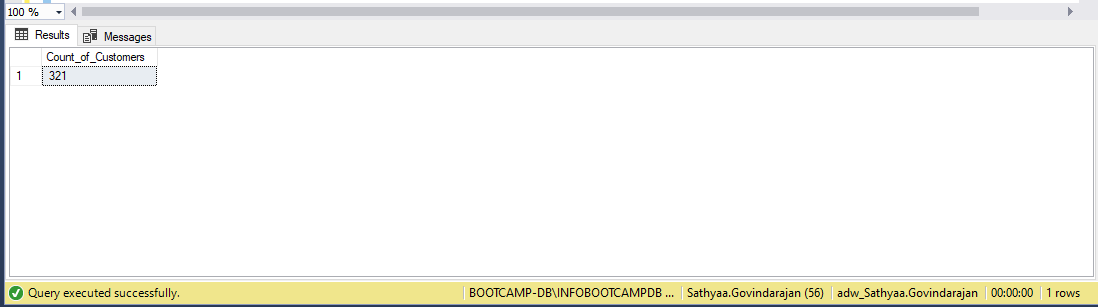 100 %
Results Messages
Count_of_Customers
1 321
Query executed successfully. BOOTCAMP-DB\INFOBOOTCAMPDB ... Sathyaa.Govindarajan (56) adw_Sathyaa.Govindarajan 00:00:00 1 rows